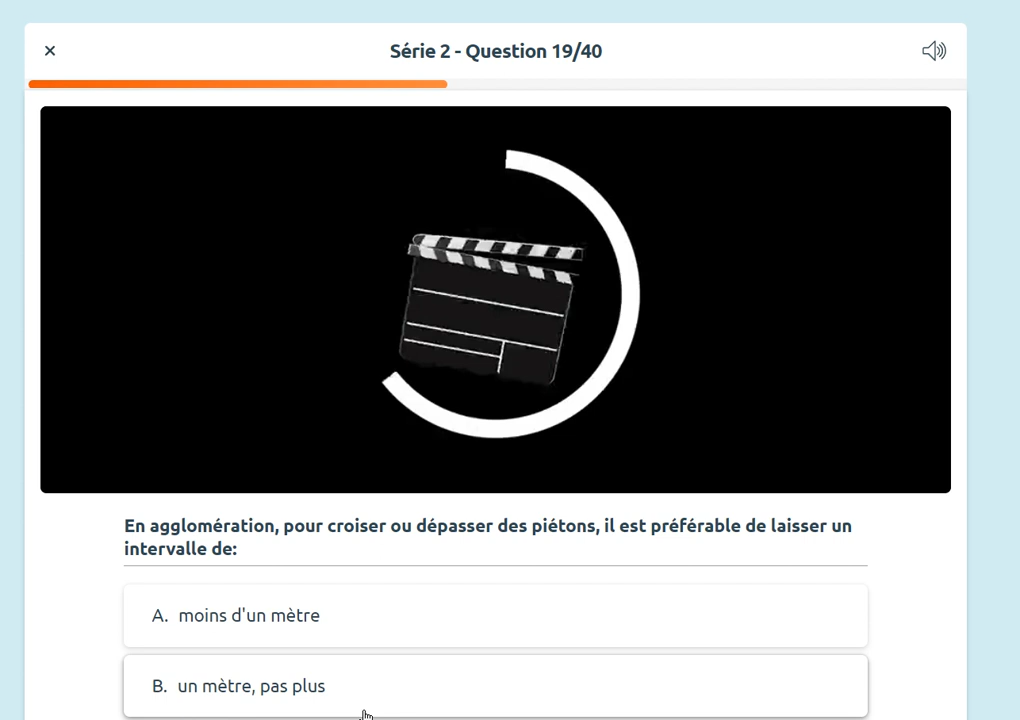 ×
Série 2 - Question 19/40
En agglomération, pour croiser ou dépasser des piétons, il est préférable de laisser un
intervalle de:
A. moins d'un mètre
B. un mètre, pas plus